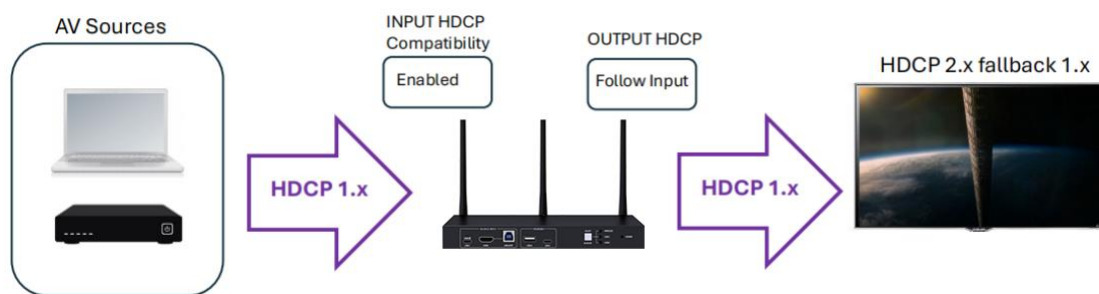 AV Sources
INPUT HDCP
Compatibility
Enabled
OUTPUT HDCP
Follow Input
HDCP 2.x fallback 1.x
HDCP 1.x
HDCP 1.x